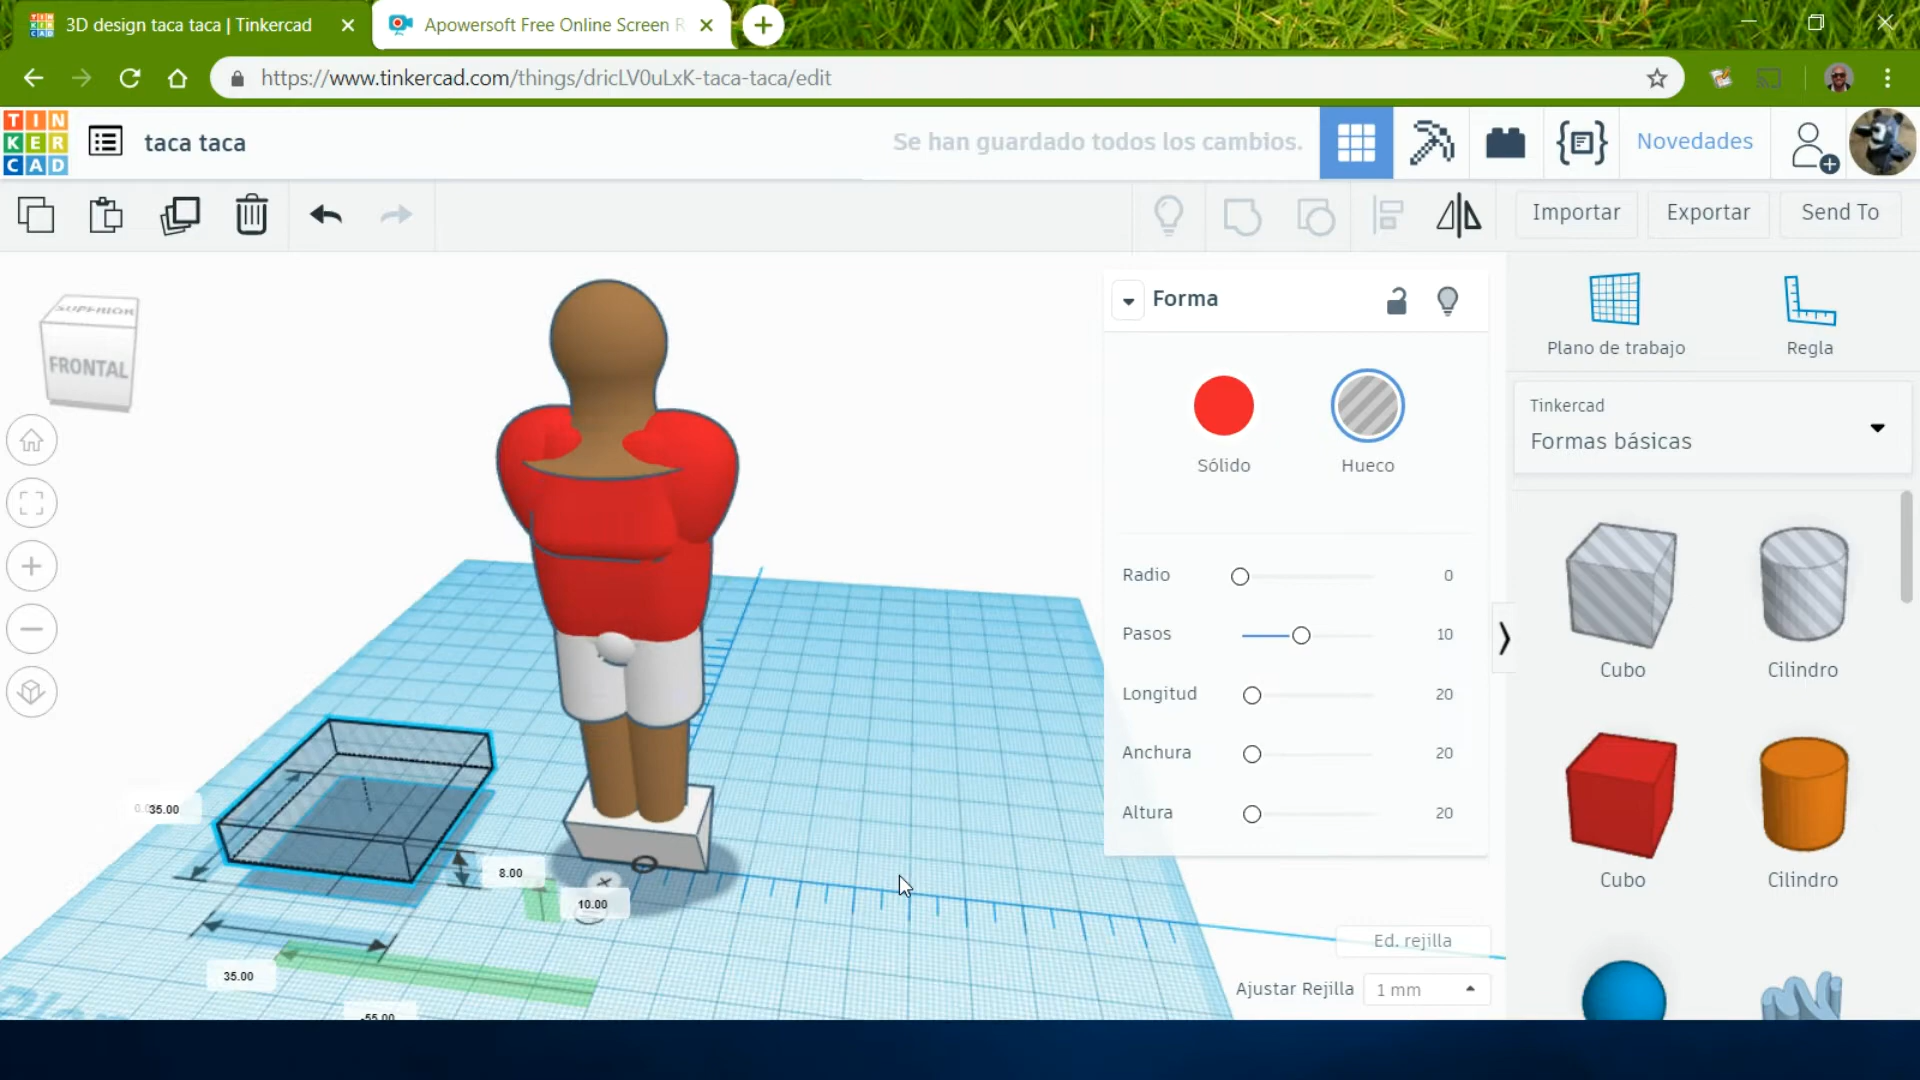 3D design taca taca | Tinkercad
Apowersoft Free Online Screen R
https://www.tinkercad.com/things/dricLV0uLxK-taca-taca/edit
TIN
KER
CAD
taca taca
Se han guardado todos los cambios.
Novedades
Importar
Exportar
Send To
SUPERIOR
FRONTAL
Forma
Sólido
Hueco
Radio
0
Pasos
10
Longitud
20
Anchura
20
Altura
20
Plano de trabajo
Regla
Tinkercad
Formas básicas
Cubo
Cilindro
Cubo
Cilindro
35.00
8.00
10.00
35.00
-55.00
Ed. rejilla
Ajustar Rejilla
1 mm